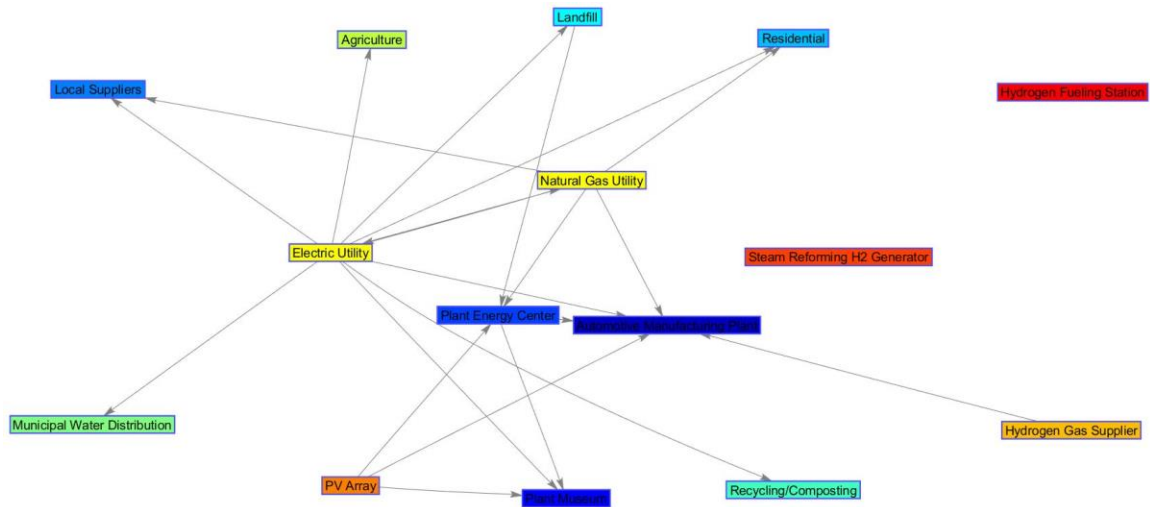 Landfill
Agriculture
Residential
Local Suppliers
Hydrogen Fueling Station
Natural Gas Utility
Electric Utility
Steam Reforming H2 Generator
Plant Energy Center
Automotive Manufacturing Plant
Municipal Water Distribution
Hydrogen Gas Supplier
PV Array
Plant Museum
Recycling/Composting